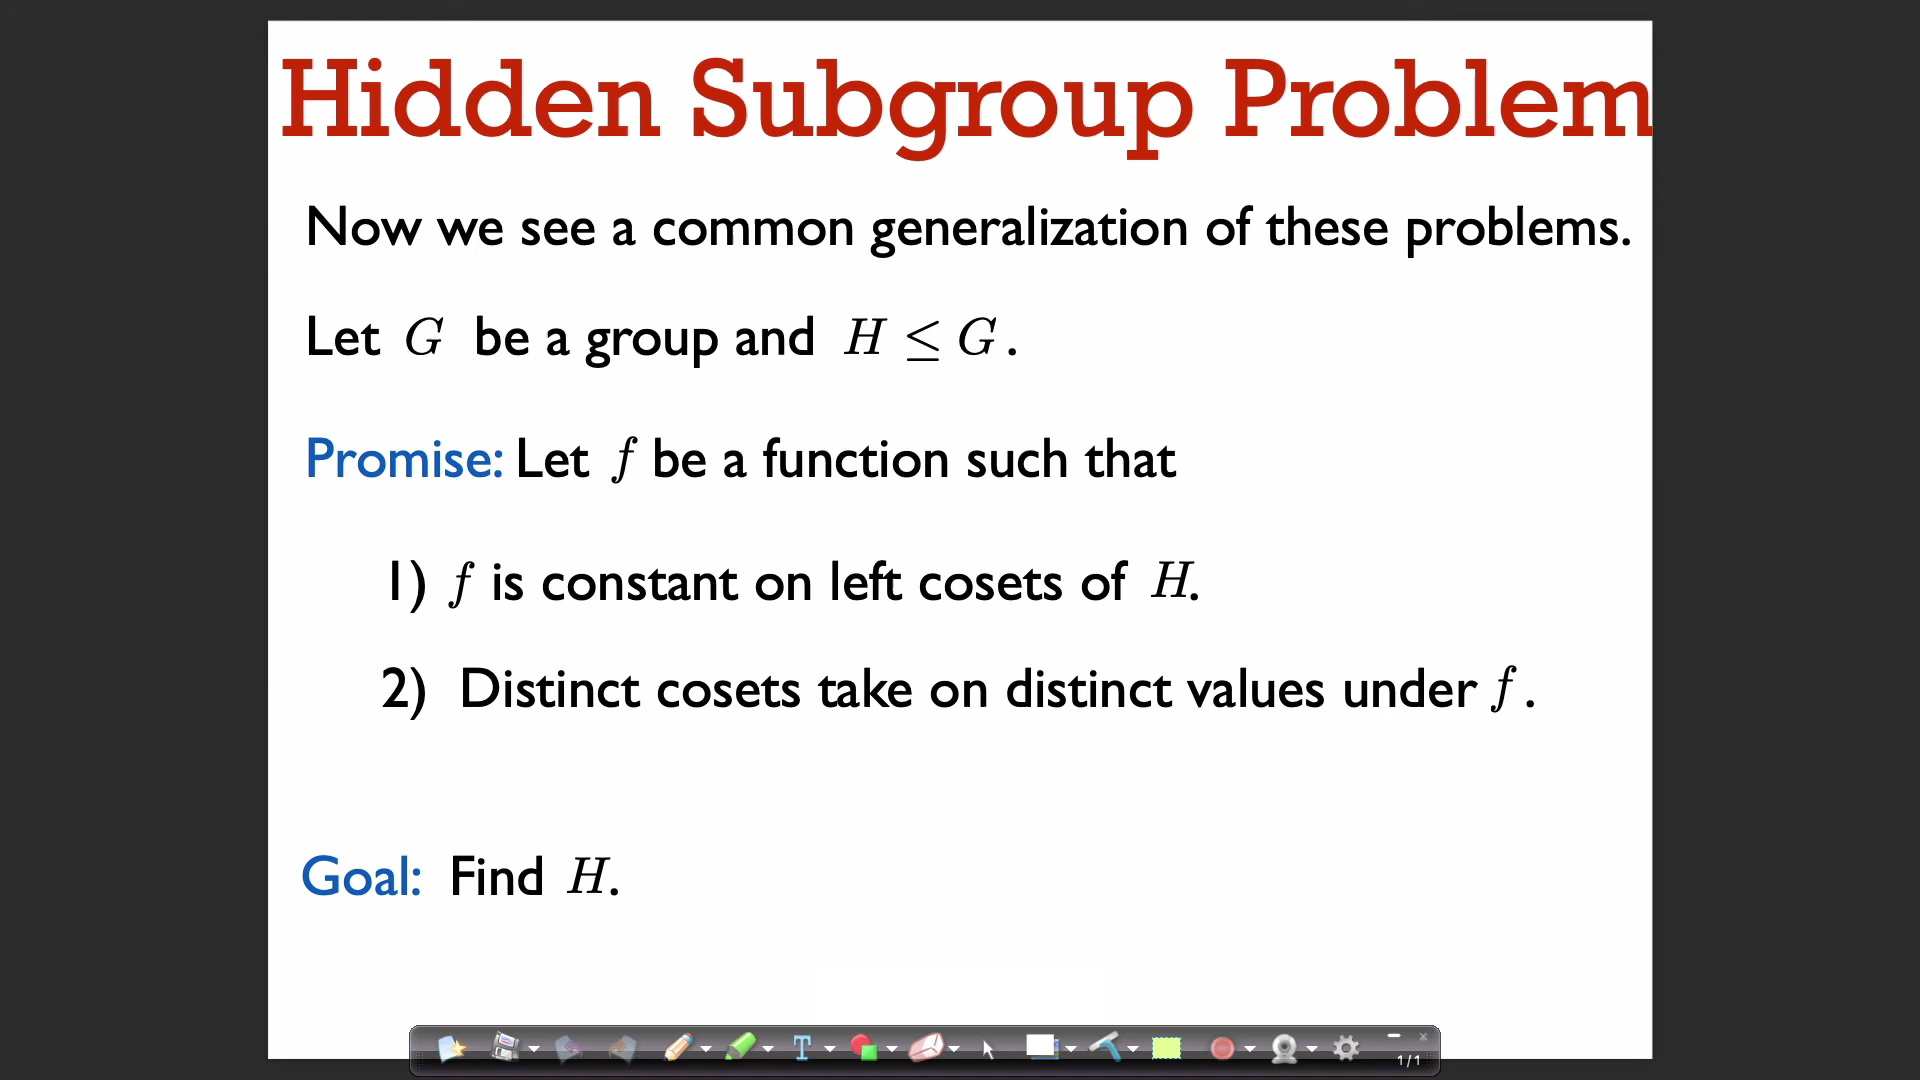 Hidden Subgroup Problem
Now we see a common generalization of these problems.
Let G be a group and H ≤ G.
Promise: Let f be a function such that
1) f is constant on left cosets of H.
2) Distinct cosets take on distinct values under f.
Goal: Find H.
T
1/1